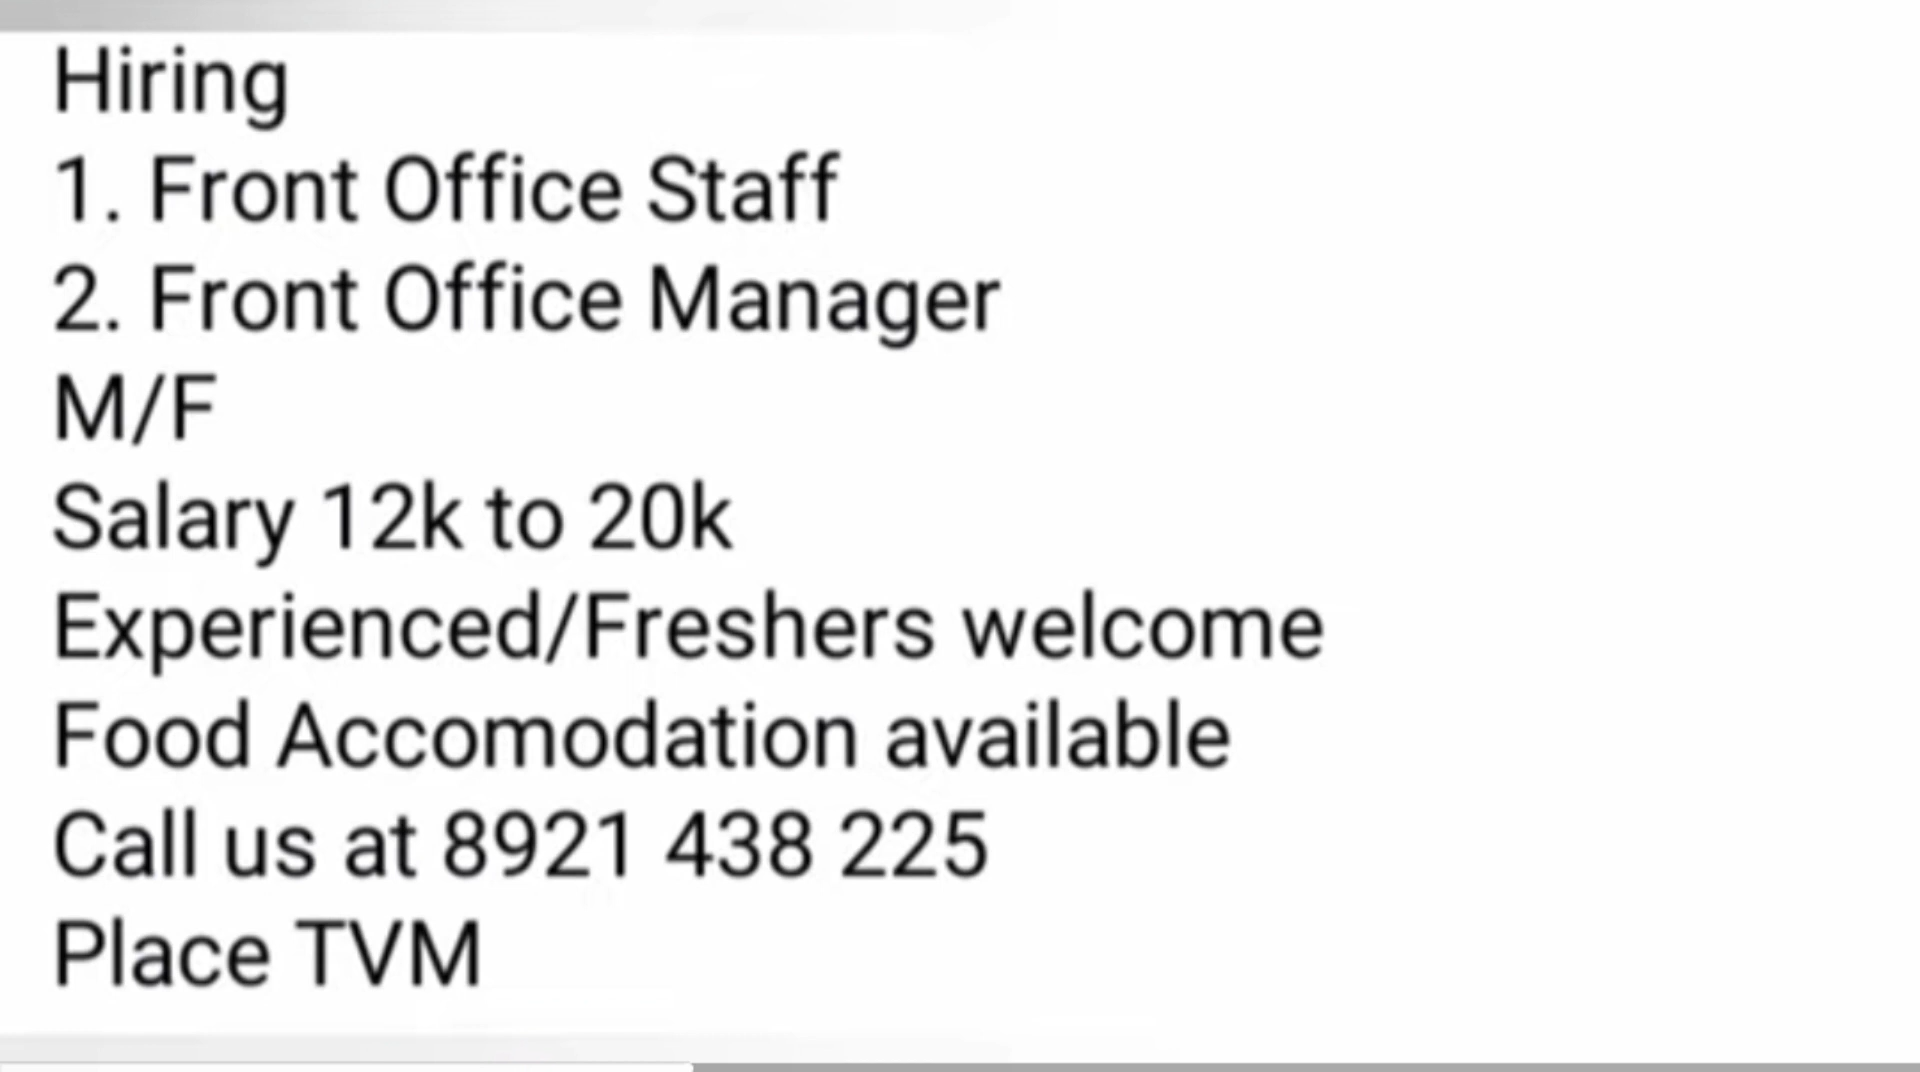 Hiring
1. Front Office Staff
2. Front Office Manager
M/F
Salary 12k to 20k
Experienced/Freshers welcome
Food Accomodation available
Call us at 8921 438 225
Place TVM